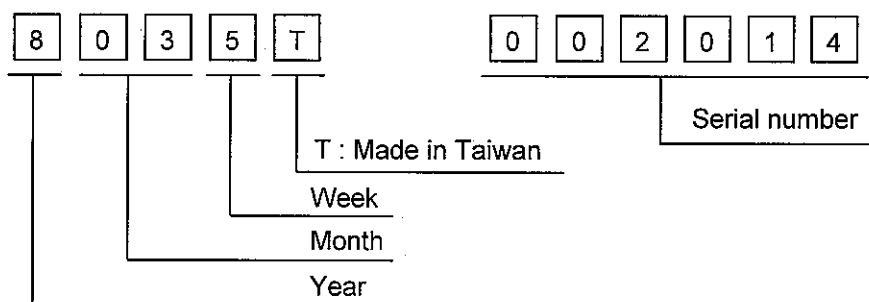 8 0 3 5 T 0 0 2 0 1 4
Serial number
T : Made in Taiwan
Week
Month
Year